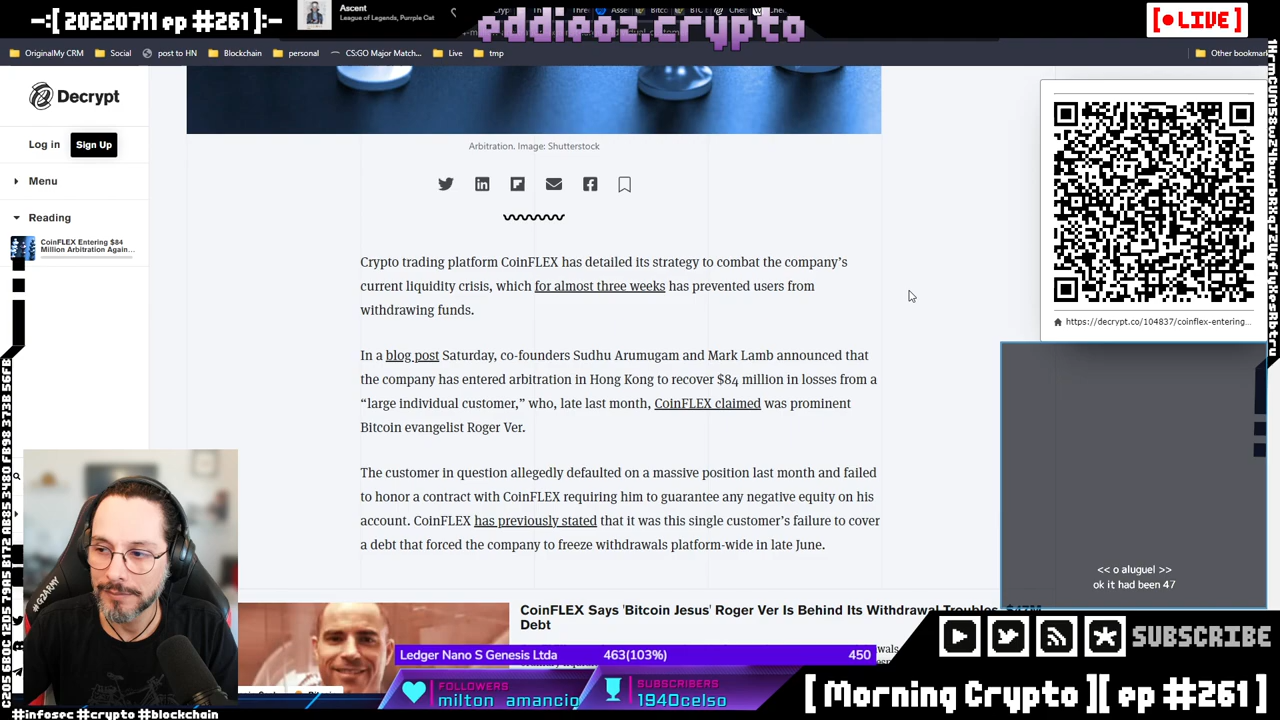 -:[ 20220711 ep #261]:-
Ascent
League of Legends, Purple Cat
eddieoz.crypto
[● LIVE]
OriginalMy CRM
Social
post to HN
Blockchain
personal
CS:GO Major Match...
Live
tmp
Other bookmar
Decrypt
Log in
Sign Up
Menu
Reading
CoinFLEX Entering $84
Million Arbitration Again...
Arbitration. Image: Shutterstock
Crypto trading platform CoinFLEX has detailed its strategy to combat the company's
current liquidity crisis, which for almost three weeks has prevented users from
withdrawing funds.
In a blog post Saturday, co-founders Sudhu Arumugam and Mark Lamb announced that
the company has entered arbitration in Hong Kong to recover $84 million in losses from a
“large individual customer,” who, late last month, CoinFLEX claimed was prominent
Bitcoin evangelist Roger Ver.
The customer in question allegedly defaulted on a massive position last month and failed
to honor a contract with CoinFLEX requiring him to guarantee any negative equity on his
account. CoinFLEX has previously stated that it was this single customer's failure to cover
a debt that forced the company to freeze withdrawals platform-wide in late June.
https://decrypt.co/104837/coinflex-entering...
<< o aluguel >>
ok it had been 47
CoinFLEX Says 'Bitcoin Jesus' Roger Ver Is Behind Its Withdrawal Troubles, $47M
Debt
Ledger Nano S Genesis Ltda 463(103%) 450
FOLLOWERS
milton amancio
SUBSCRIBERS
1940celso
SUBSCRIBE
[ Morning Crypto ][ ep #261 ]
#infosec #crypto #blockchain